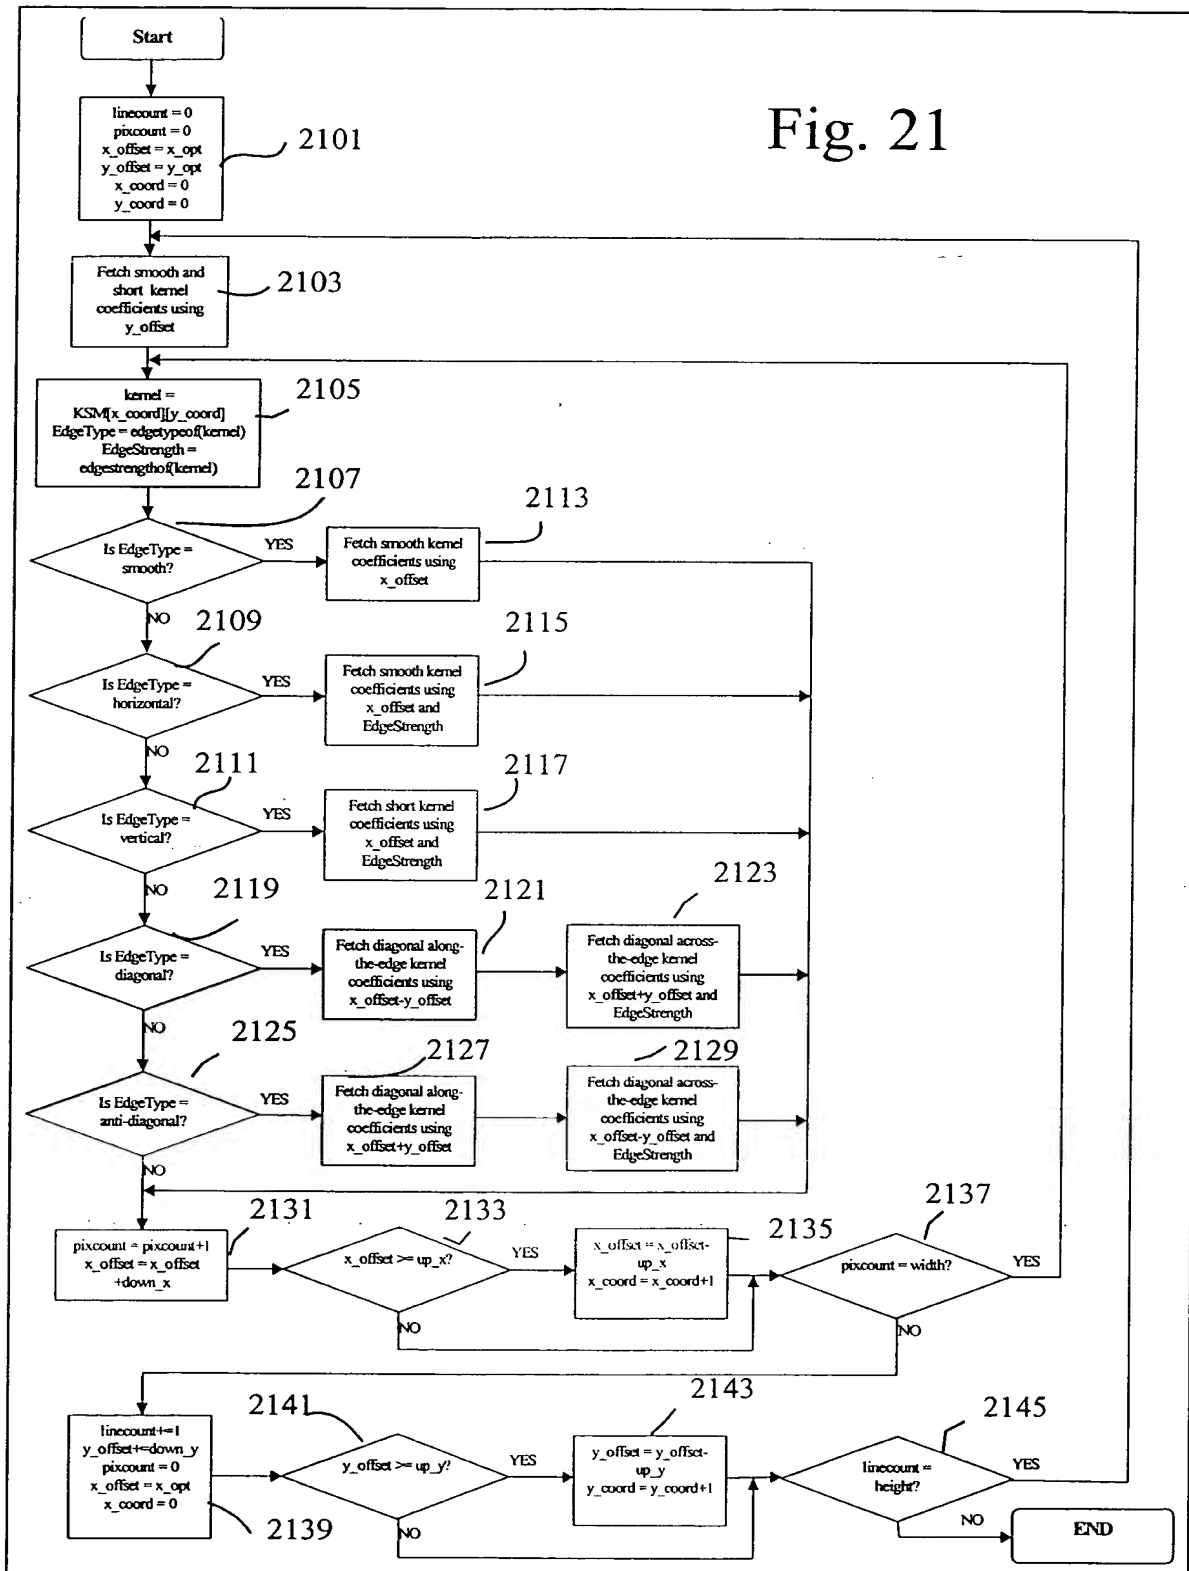 Start
Fig. 21
linecount = 0
pixcount = 0
x_offset = x_opt
y_offset = y_opt
x_coord = 0
y_coord = 0
2101
Fetch smooth and
short kernel
coefficients using
y_offset
2103
kernel =
KSM[x_coord][y_coord]
EdgeType = edgetypeof(kernel)
EdgeStrength =
edgestrengthof(kernel)
2105
2107
Is EdgeType =
smooth?
YES
NO
Fetch smooth kernel
coefficients using
x_offset
2113
2109
Is EdgeType =
horizontal?
YES
NO
Fetch smooth kernel
coefficients using
x_offset and
EdgeStrength
2115
2111
Is EdgeType =
vertical?
YES
NO
Fetch short kernel
coefficients using
x_offset and
EdgeStrength
2117
2119
Is EdgeType =
diagonal?
YES
NO
Fetch diagonal along-
the-edge kernel
coefficients using
x_offset-y_offset
2121
Fetch diagonal across-
the-edge kernel
coefficients using
x_offset+y_offset and
EdgeStrength
2123
2125
Is EdgeType =
anti-diagonal?
YES
NO
2127
Fetch diagonal along-
the-edge kernel
coefficients using
x_offset+y_offset
2129
Fetch diagonal across-
the-edge kernel
coefficients using
x_offset-y_offset and
EdgeStrength
pixcount = pixcount+1
x_offset = x_offset
+down_x
2131
x_offset >= up_x?
2133
YES
NO
x_offset = x_offset-
up_x
x_coord = x_coord+1
2135
pixcount = width?
2137
YES
NO
linecount+=1
y_offset+=down_y
pixcount = 0
x_offset = x_opt
x_coord = 0
2139
2141
y_offset >= up_y?
YES
NO
2143
y_offset = y_offset-
up_y
y_coord = y_coord+1
2145
linecount =
height?
YES
NO
END